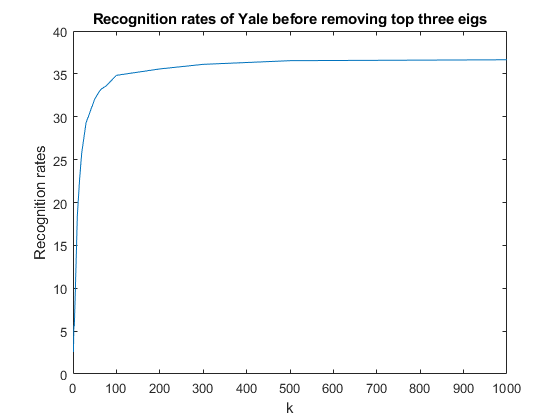 Recognition rates of Yale before removing top three eigs
40
35
30
25
20
15
10
5
0
Recognition rates
0 100 200 300 400 500 600 700 800 900 1000
k